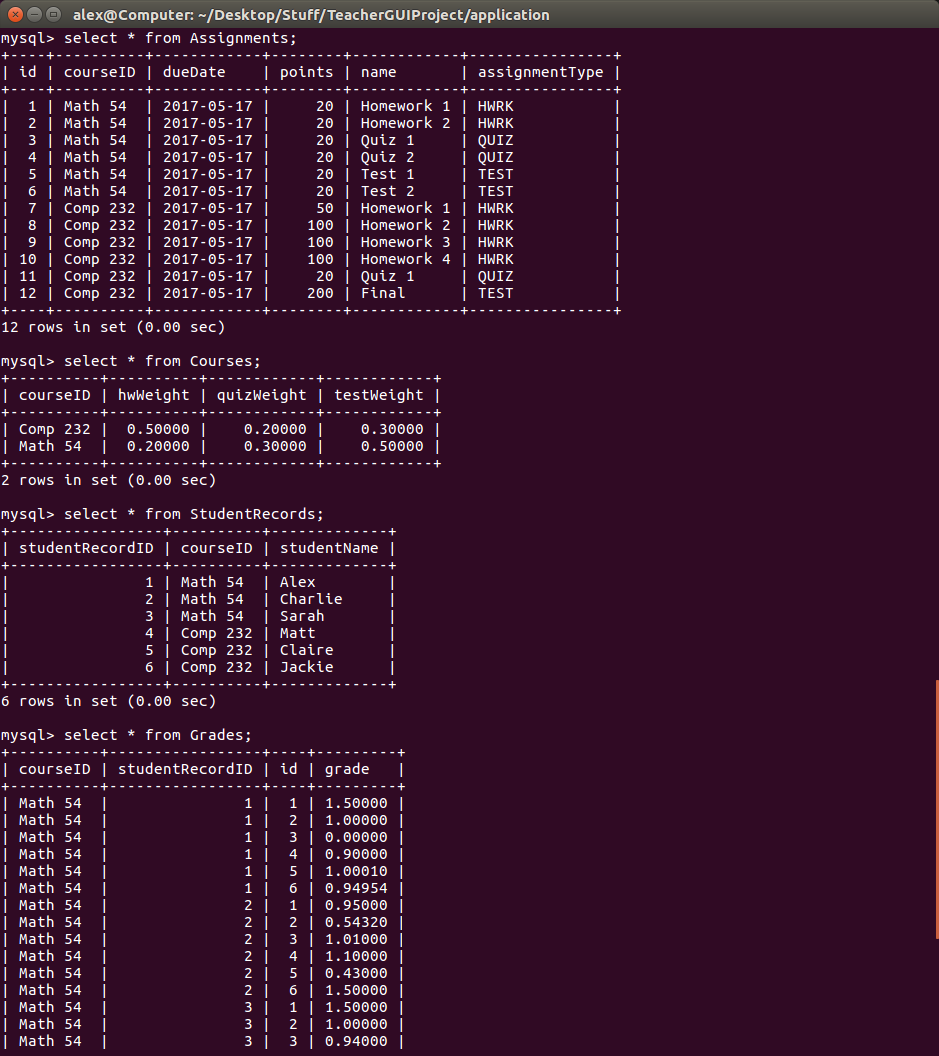 alex@Computer: ~/Desktop/Stuff/TeacherGUIProject/application
mysql> select * from Assignments;
+----+----------+------------+--------+------------+----------------+
| id | courseID | dueDate    | points | name       | assignmentType |
+----+----------+------------+--------+------------+----------------+
|  1 | Math 54  | 2017-05-17 |     20 | Homework 1 | HWRK           |
|  2 | Math 54  | 2017-05-17 |     20 | Homework 2 | HWRK           |
|  3 | Math 54  | 2017-05-17 |     20 | Quiz 1     | QUIZ           |
|  4 | Math 54  | 2017-05-17 |     20 | Quiz 2     | QUIZ           |
|  5 | Math 54  | 2017-05-17 |     20 | Test 1     | TEST           |
|  6 | Math 54  | 2017-05-17 |     20 | Test 2     | TEST           |
|  7 | Comp 232 | 2017-05-17 |     50 | Homework 1 | HWRK           |
|  8 | Comp 232 | 2017-05-17 |    100 | Homework 2 | HWRK           |
|  9 | Comp 232 | 2017-05-17 |    100 | Homework 3 | HWRK           |
| 10 | Comp 232 | 2017-05-17 |    100 | Homework 4 | HWRK           |
| 11 | Comp 232 | 2017-05-17 |     20 | Quiz 1     | QUIZ           |
| 12 | Comp 232 | 2017-05-17 |    200 | Final      | TEST           |
+----+----------+------------+--------+------------+----------------+
12 rows in set (0.00 sec)

mysql> select * from Courses;
+----------+----------+------------+------------+
| courseID | hwWeight | quizWeight | testWeight |
+----------+----------+------------+------------+
| Comp 232 |  0.50000 |    0.20000 |    0.30000 |
| Math 54  |  0.20000 |    0.30000 |    0.50000 |
+----------+----------+------------+------------+
2 rows in set (0.00 sec)

mysql> select * from StudentRecords;
+-----------------+----------+-------------+
| studentRecordID | courseID | studentName |
+-----------------+----------+-------------+
|               1 | Math 54  | Alex        |
|               2 | Math 54  | Charlie     |
|               3 | Math 54  | Sarah       |
|               4 | Comp 232 | Matt        |
|               5 | Comp 232 | Claire      |
|               6 | Comp 232 | Jackie      |
+-----------------+----------+-------------+
6 rows in set (0.00 sec)

mysql> select * from Grades;
+----------+-----------------+----+---------+
| courseID | studentRecordID | id | grade   |
+----------+-----------------+----+---------+
| Math 54  |               1 |  1 | 1.50000 |
| Math 54  |               1 |  2 | 1.00000 |
| Math 54  |               1 |  3 | 0.00000 |
| Math 54  |               1 |  4 | 0.90000 |
| Math 54  |               1 |  5 | 1.00010 |
| Math 54  |               1 |  6 | 0.94954 |
| Math 54  |               2 |  1 | 0.95000 |
| Math 54  |               2 |  2 | 0.54320 |
| Math 54  |               2 |  3 | 1.01000 |
| Math 54  |               2 |  4 | 1.10000 |
| Math 54  |               2 |  5 | 0.43000 |
| Math 54  |               2 |  6 | 1.50000 |
| Math 54  |               3 |  1 | 1.50000 |
| Math 54  |               3 |  2 | 1.00000 |
| Math 54  |               3 |  3 | 0.94000 |